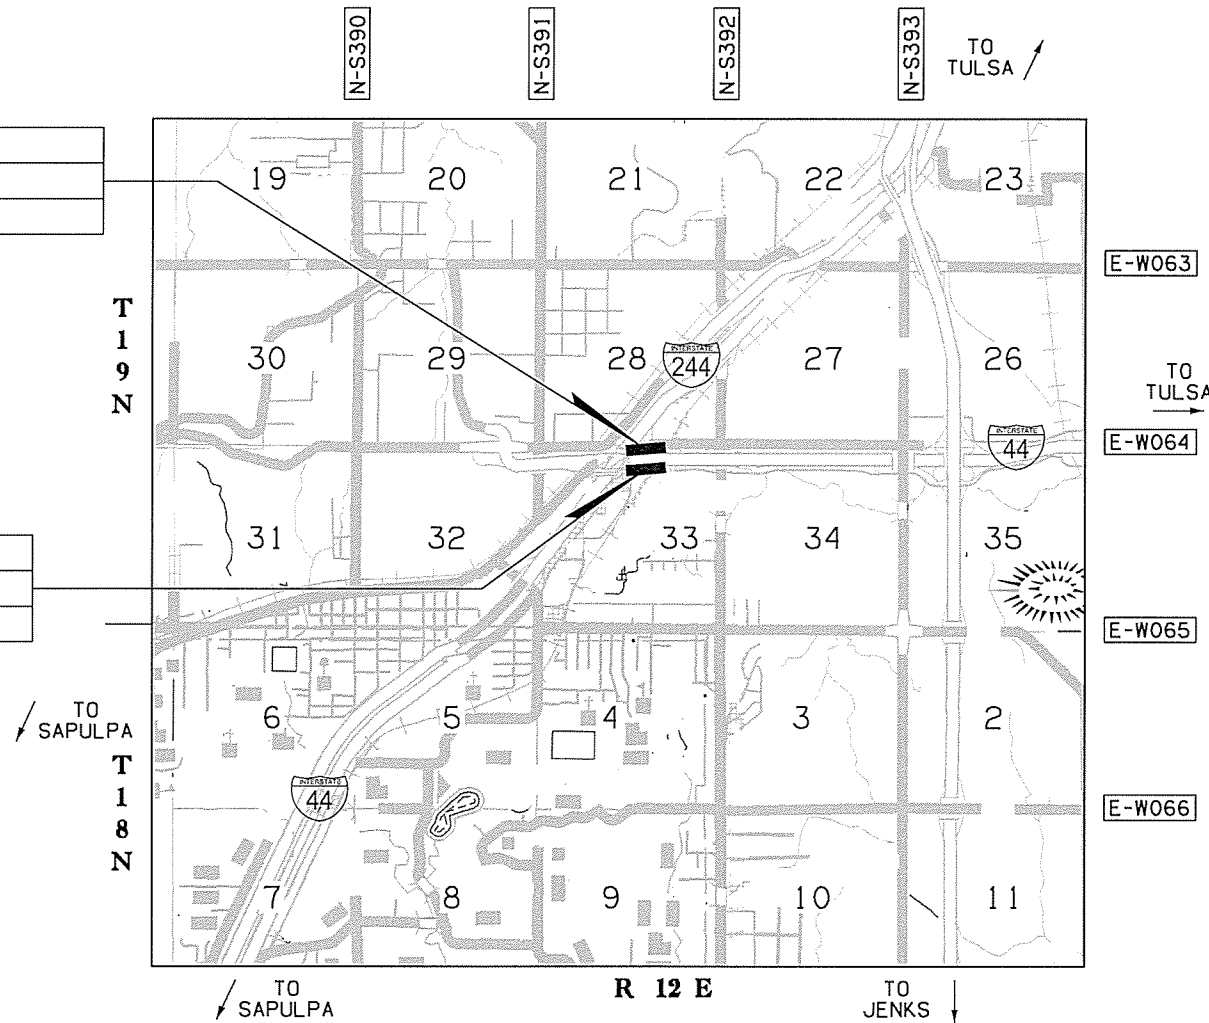 N-S390
N-S391
N-S392
N-S393
TO
TULSA
19
20
21
22
23
E-W063
T
1
9
N
30
29
28
INTERSTATE
244
27
26
TO
TULSA
INTERSTATE
44
E-W064
31
32
33
34
35
E-W065
TO
SAPULPA
6
5
4
3
2
T
1
8
N
INTERSTATE
44
E-W066
7
8
9
10
11
R 12 E
TO
SAPULPA
TO
JENKS